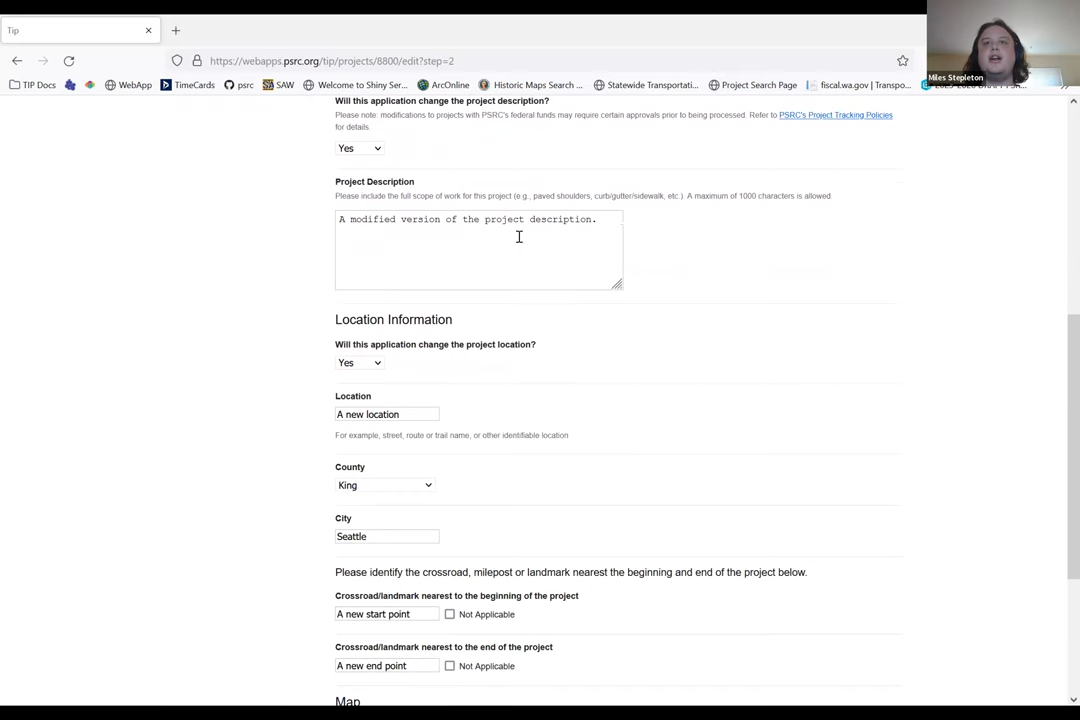 Tip
https://webapps.psrc.org/tip/projects/8800/edit?step=2
TIP Docs
WebApp
TimeCards
psrc
SAW
Welcome to Shiny Ser...
ArcOnline
Historic Maps Search ...
Statewide Transportati...
Project Search Page
fiscal.wa.gov | Transpo...
Miles Stepleton
Will this application change the project description?
Please note: modifications to projects with PSRC's federal funds may require certain approvals prior to being processed. Refer to PSRC's Project Tracking Policies
for details.
Yes
Project Description
Please include the full scope of work for this project (e.g., paved shoulders, curb/gutter/sidewalk, etc.). A maximum of 1000 characters is allowed.
A modified version of the project description.
Location Information
Will this application change the project location?
Yes
Location
A new location
For example, street, route or trail name, or other identifiable location
County
King
City
Seattle
Please identify the crossroad, milepost or landmark nearest the beginning and end of the project below.
Crossroad/landmark nearest to the beginning of the project
A new start point
Not Applicable
Crossroad/landmark nearest to the end of the project
A new end point
Not Applicable
Map